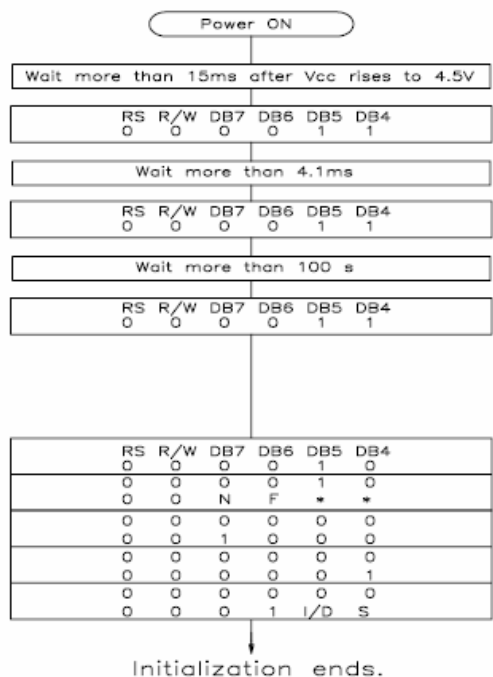 Power ON
Wait more than 15ms after Vcc rises to 4.5V
RS R/W DB7 DB6 DB5 DB4
0 0 0 0 1 1
Wait more than 4.1ms
RS R/W DB7 DB6 DB5 DB4
0 0 0 0 1 1
Wait more than 100 s
RS R/W DB7 DB6 DB5 DB4
0 0 0 0 1 1
RS R/W DB7 DB6 DB5 DB4
0 0 0 0 1 0
0 0 0 0 1 0
0 0 N F * *
0 0 0 0 0 0
0 0 1 0 0 0
0 0 0 0 0 0
0 0 0 0 0 1
0 0 0 0 0 0
0 0 0 1 I/D S
Initialization ends.